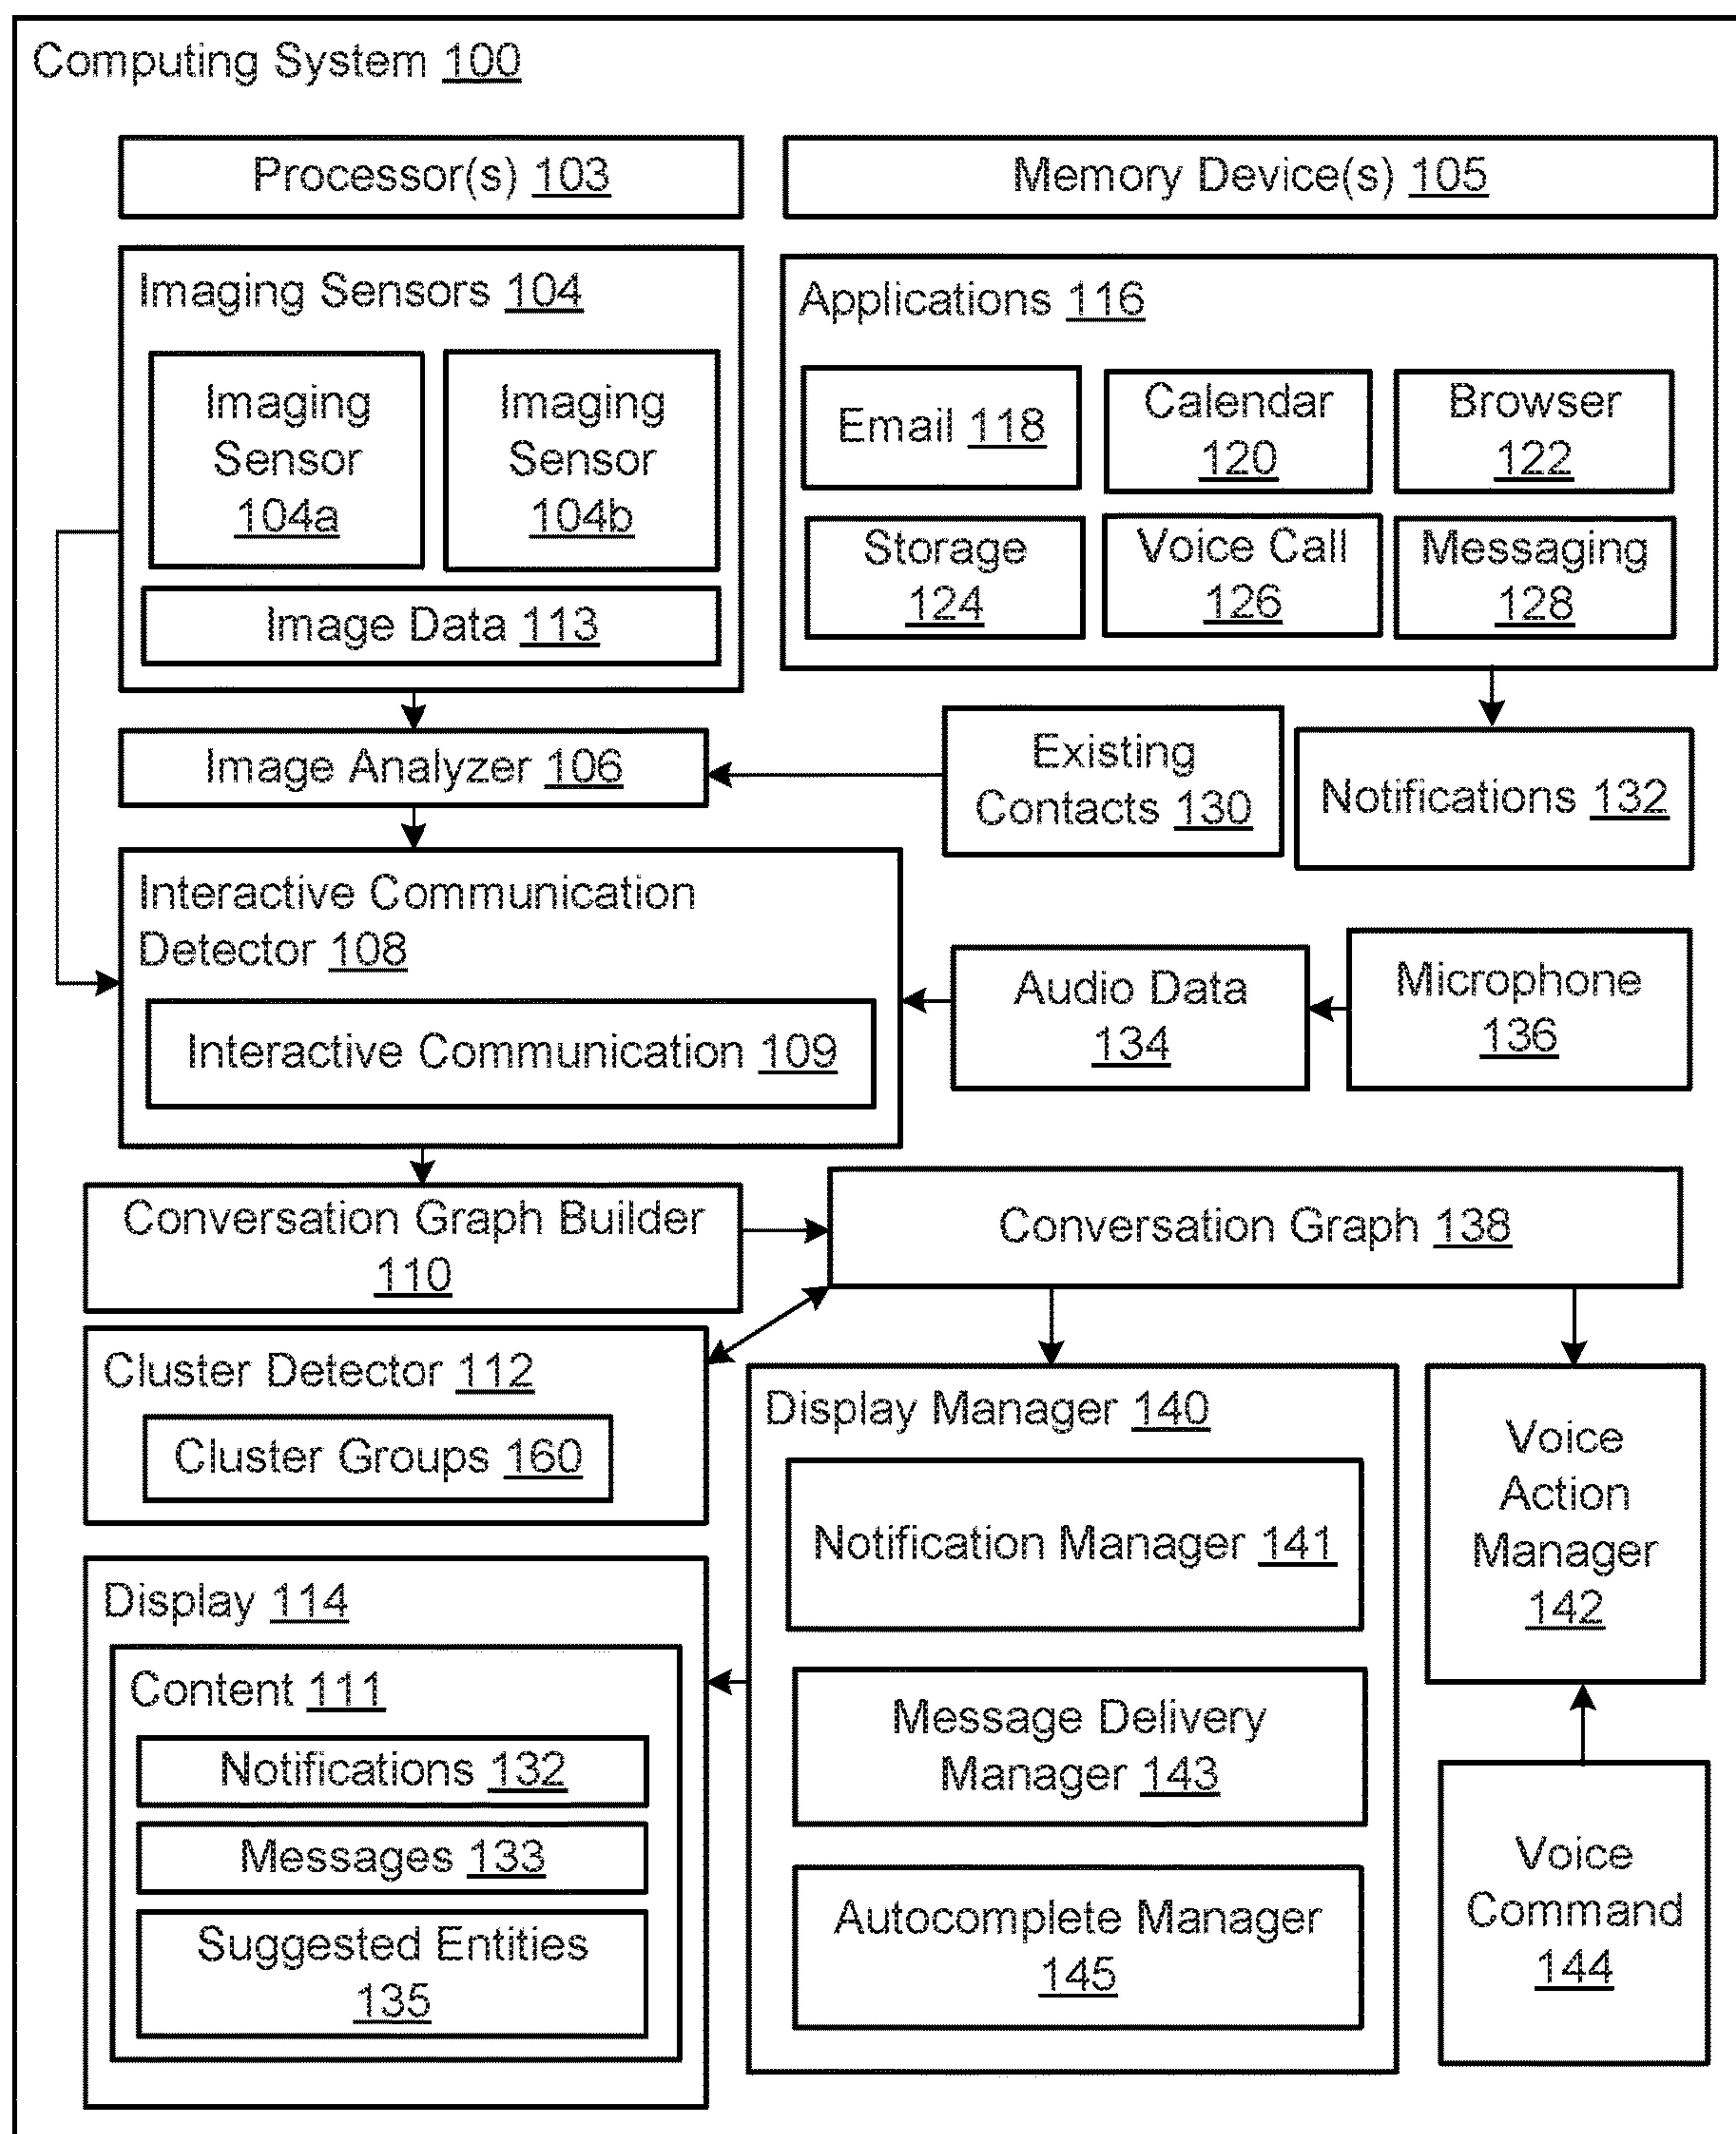 Computing System 100
Processor(s) 103
Memory Device(s) 105
Imaging Sensors 104
Imaging
Sensor
104a
Imaging
Sensor
104b
Image Data 113
Applications 116
Email 118
Calendar
120
Browser
122
Storage
124
Voice Call
126
Messaging
128
Image Analyzer 106
Existing
Contacts 130
Notifications 132
Interactive Communication
Detector 108
Interactive Communication 109
Audio Data
134
Microphone
136
Conversation Graph Builder
110
Conversation Graph 138
Cluster Detector 112
Cluster Groups 160
Display Manager 140
Notification Manager 141
Message Delivery
Manager 143
Autocomplete Manager
145
Voice
Action
Manager
142
Display 114
Content 111
Notifications 132
Messages 133
Suggested Entities
135
Voice
Command
144